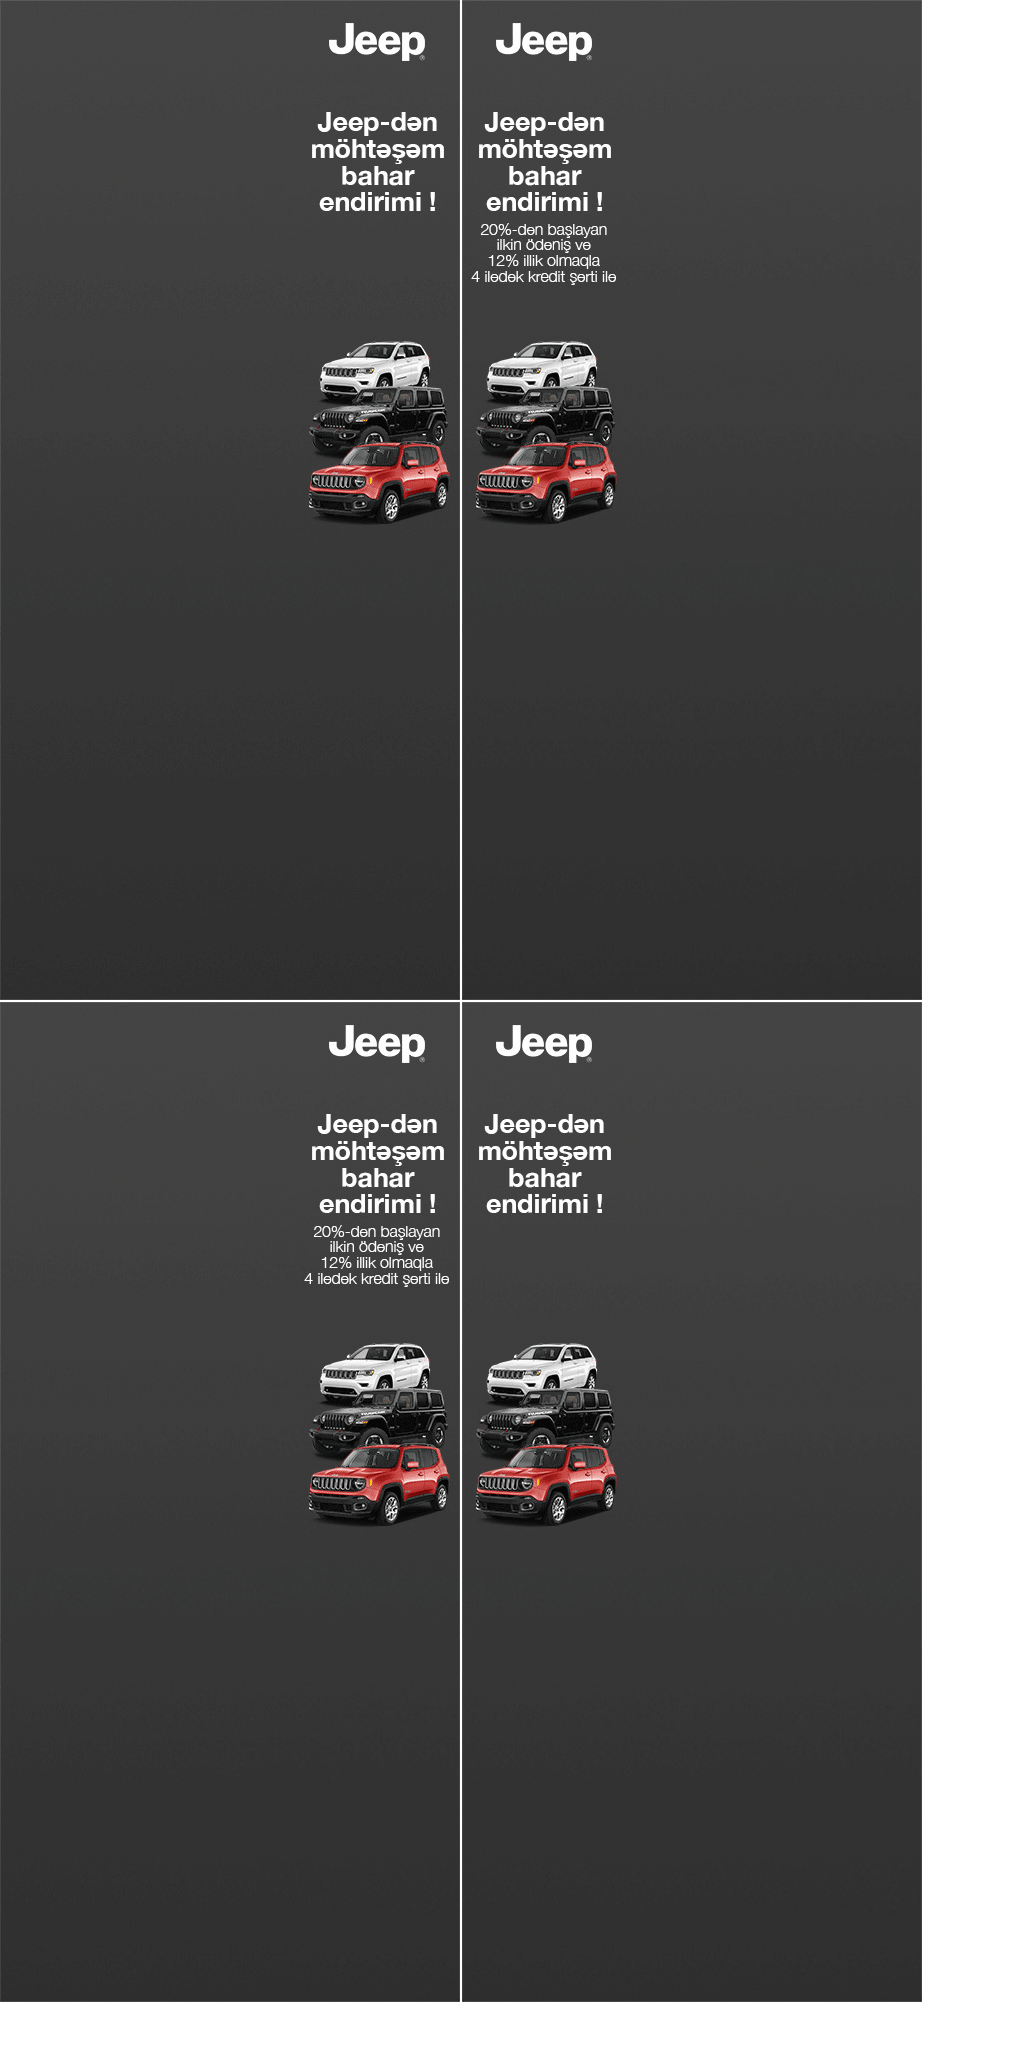 Jeep
Jeep-dən
möhtəşəm
bahar
endirimi !
Jeep
Jeep-dən
möhtəşəm
bahar
endirimi !
20%-dən başlayan
ilkin ödəniş və
12% illik olmaqla
4 ilədək kredit şərti ilə
Jeep
Jeep-dən
möhtəşəm
bahar
endirimi !
20%-dən başlayan
ilkin ödəniş və
12% illik olmaqla
4 ilədək kredit şərti ilə
Jeep
Jeep-dən
möhtəşəm
bahar
endirimi !